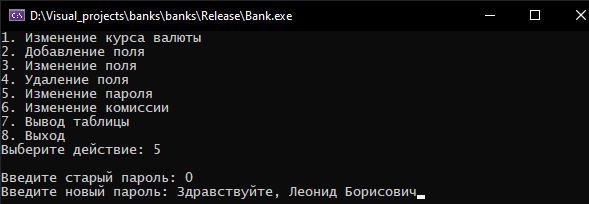 D:\Visual_projects\banks\banks\Release\Bank.exe
1. Изменение курса валюты
2. Добавление поля
3. Изменение поля
4. Удаление поля
5. Изменение пароля
6. Изменение комиссии
7. Вывод таблицы
8. Выход
Выберите действие: 5
Введите старый пароль: 0
Введите новый пароль: Здравствуйте, Леонид Борисович